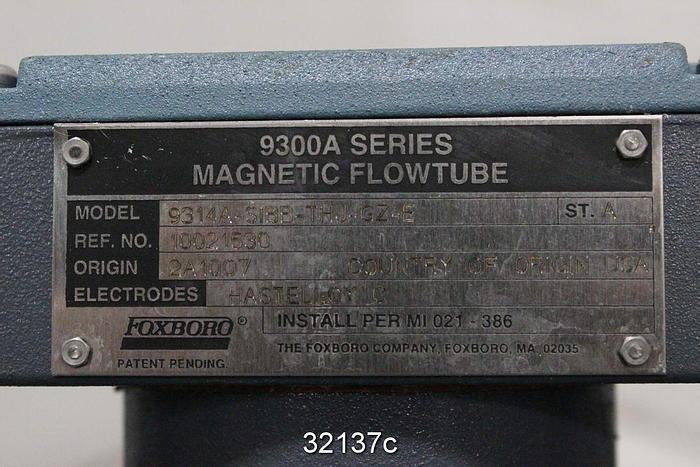 9300A SERIES
MAGNETIC FLOWTUBE
MODEL 9314A-SIBB-THJ-GZ-E ST. A
REF. NO. 10021530
ORIGIN 2A1007 COUNTRY OF ORIGIN USA
ELECTRODES HASTELLOY C
FOXBORO® INSTALL PER MI 021 - 386
PATENT PENDING. THE FOXBORO COMPANY, FOXBORO, MA, 02035
32137c